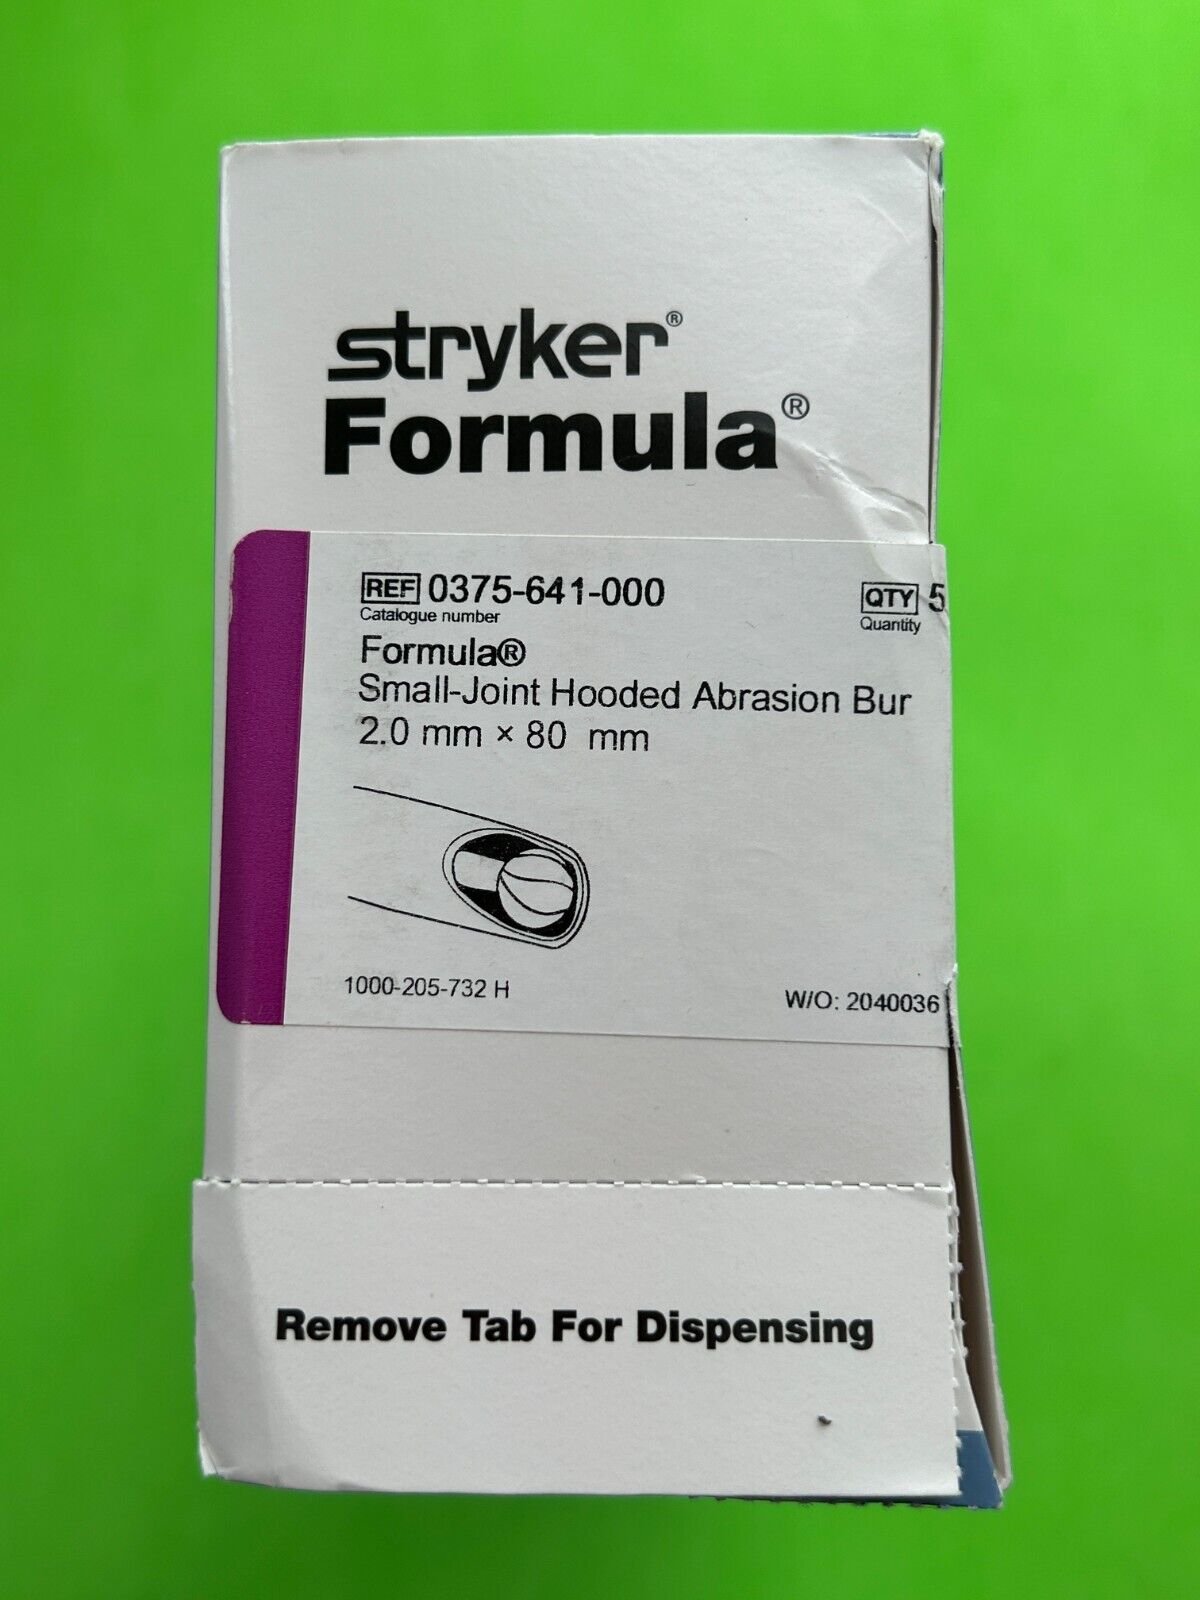 stryker®
Formula®
REF 0375-641-000
Catalogue number
QTY 5
Quantity
Formula®
Small-Joint Hooded Abrasion Bur
2.0 mm × 80 mm
1000-205-732 H
W/O: 2040036
Remove Tab For Dispensing